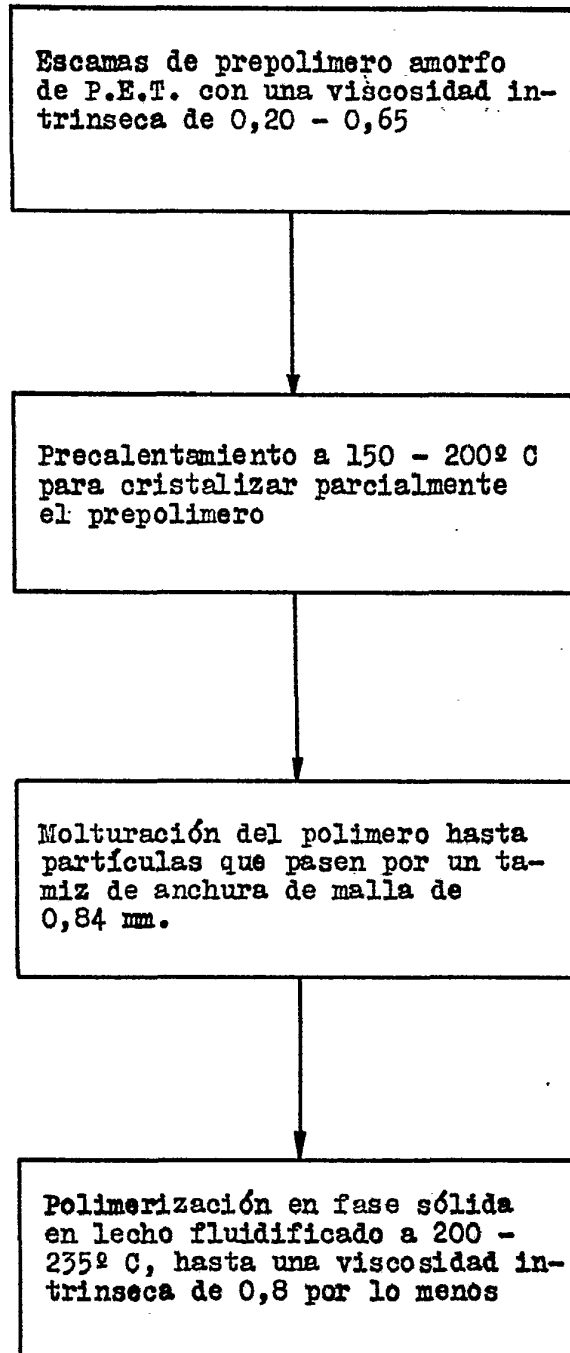 Escamas de prepolimero amorfo
de P.E.T. con una viscosidad in-
trinseca de 0,20 - 0,65
Precalentamiento a 150 - 200º C
para cristalizar parcialmente
el prepolimero
Molturación del polimero hasta
partículas que pasen por un ta-
miz de anchura de malla de
0,84 mm.
Polimerización en fase sólida
en lecho fluidificado a 200 -
235º C, hasta una viscosidad in-
trinseca de 0,8 por lo menos